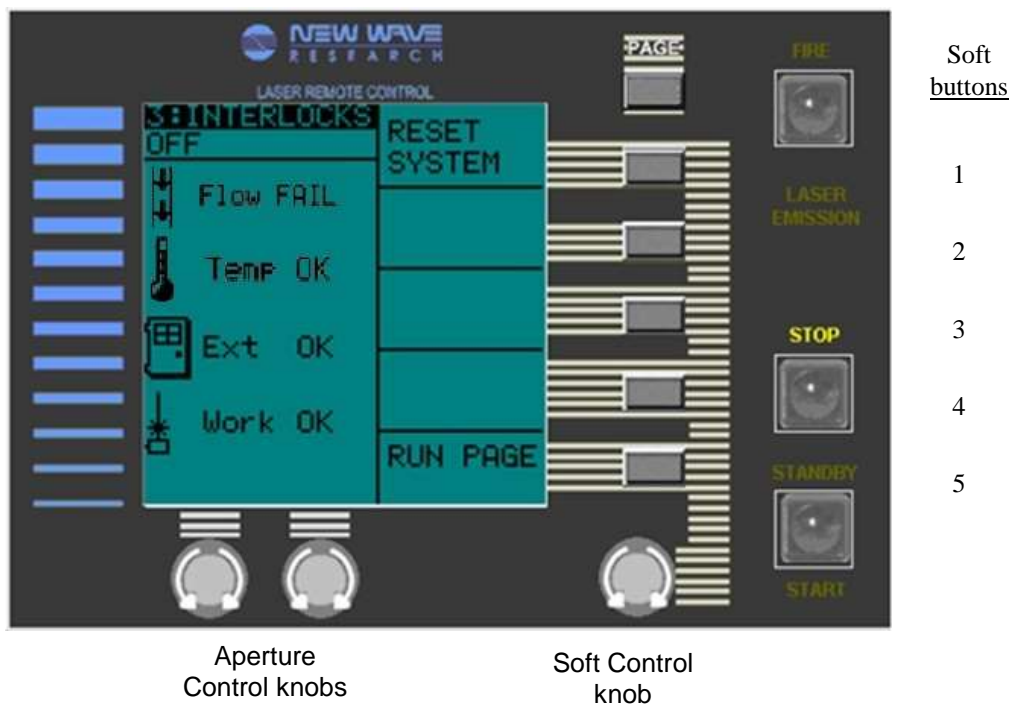 NEW WAVE
RESEARCH
LASER REMOTE CONTROL
PAGE
FIRE
Soft
buttons
3:INTERLOCKS
OFF
RESET
SYSTEM
Flow FAIL
Temp OK
Ext OK
Work OK
RUN PAGE
LASER
EMISSION
STOP
STANDBY
START
1
2
3
4
5
Aperture
Control knobs
Soft Control
knob